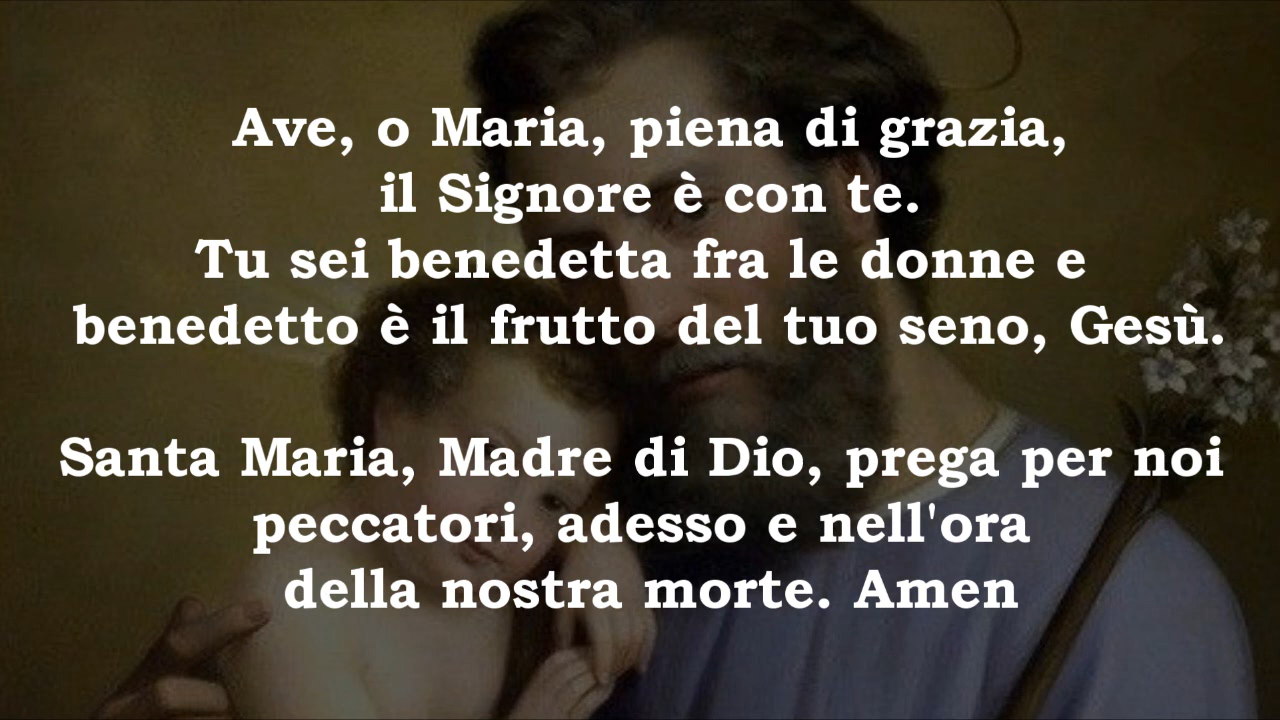 Ave, o Maria, piena di grazia,
il Signore è con te.
Tu sei benedetta fra le donne e
benedetto è il frutto del tuo seno, Gesù.
Santa Maria, Madre di Dio, prega per noi
peccatori, adesso e nell'ora
della nostra morte. Amen